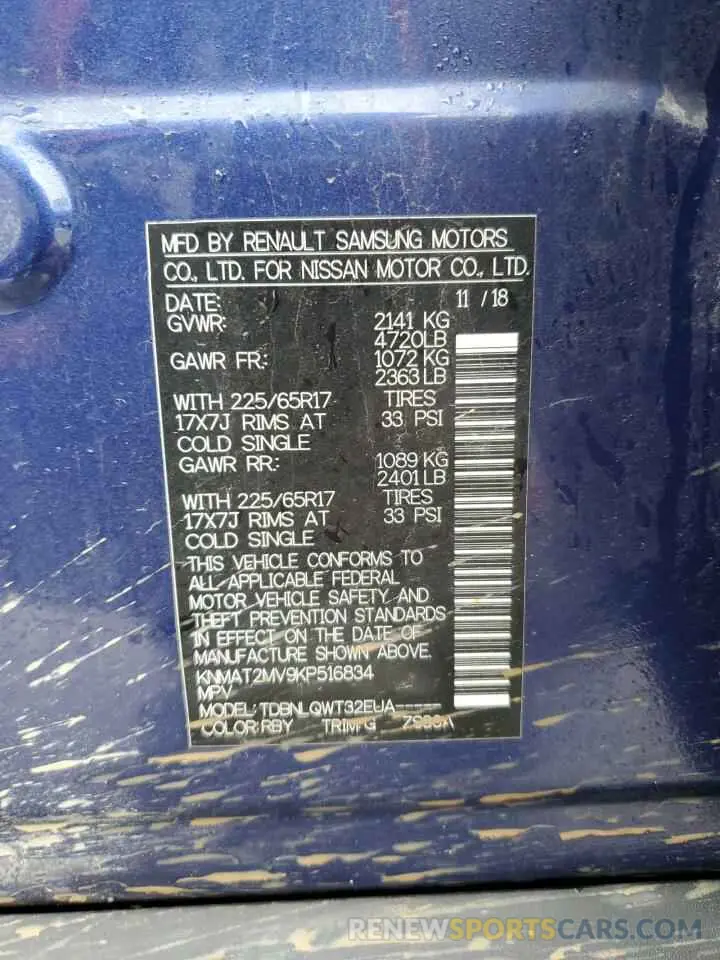 MFD BY RENAULT SAMSUNG MOTORS
CO., LTD. FOR NISSAN MOTOR CO., LTD.
DATE: 11 / 18
GVWR: 2141 KG
4720LB
GAWR FR: 1072 KG
2363LB
WITH 225/65R17 TIRES
17X7J RIMS AT 33 PSI
COLD SINGLE
GAWR RR: 1089 KG
2401LB
WITH 225/65R17 TIRES
17X7J RIMS AT 33 PSI
COLD SINGLE
THIS VEHICLE CONFORMS TO
ALL APPLICABLE FEDERAL
MOTOR VEHICLE SAFETY AND
THEFT PREVENTION STANDARDS
IN EFFECT ON THE DATE OF
MANUFACTURE SHOWN ABOVE.
KNMAT2MV9KP516834
MPV
MODEL: TDBNLQWT32EUA-----
COLOR:RBY TRIM:G
RENEWSPORTSCARS.COM